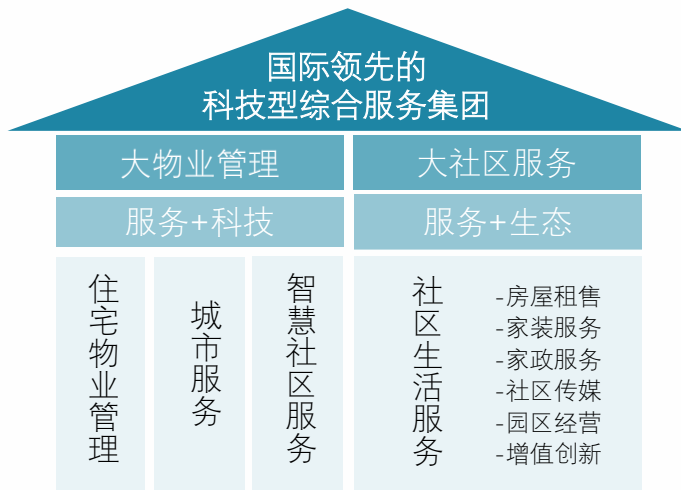 国际领先的
科技型综合服务集团
大物业管理
大社区服务
服务+科技
服务+生态
住宅物业管理
城市服务
智慧社区服务
社区生活服务
-房屋租售
-家装服务
-家政服务
-社区传媒
-园区经营
-增值创新